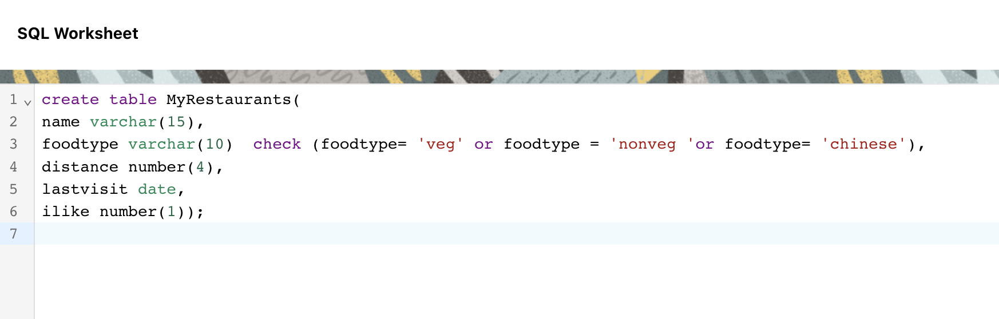 SQL Worksheet
1 create table MyRestaurants(
2 name varchar(15),
3 foodtype varchar(10)  check (foodtype= 'veg' or foodtype = 'nonveg 'or foodtype= 'chinese'),
4 distance number(4),
5 lastvisit date,
6 ilike number(1));
7